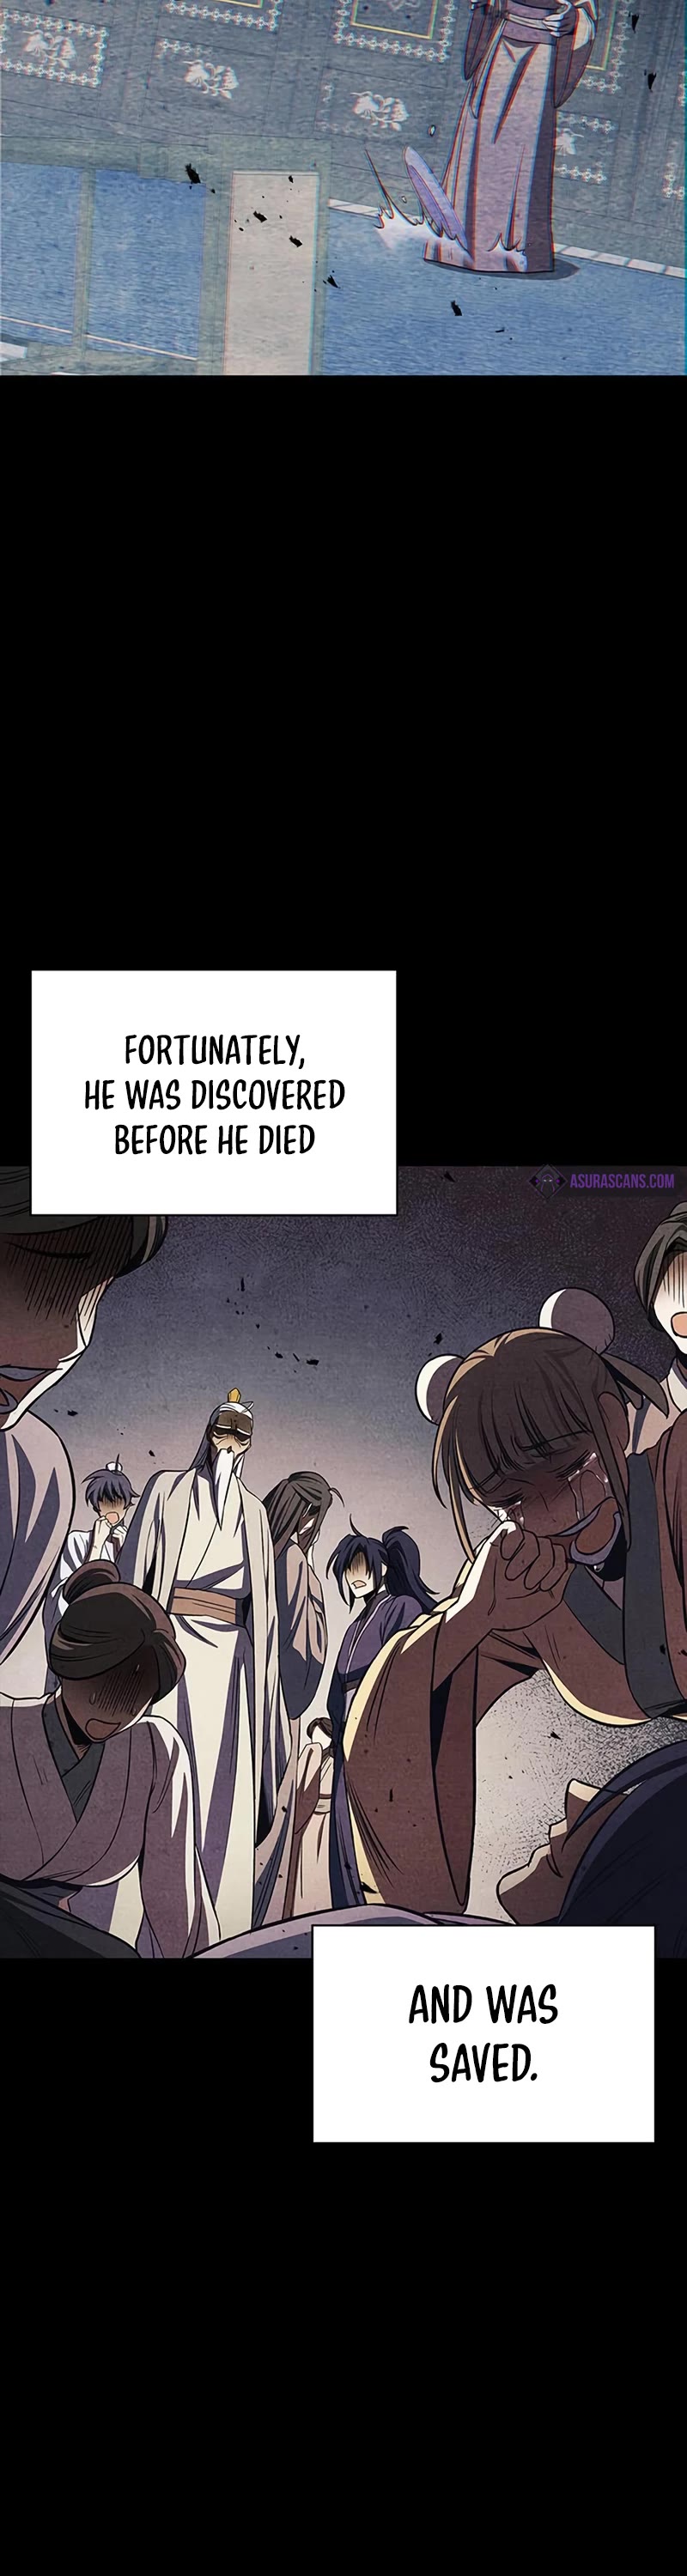 FORTUNATELY,
HE WAS DISCOVERED
BEFORE HE DIED
ASURASCANS.COM
AND WAS
SAVED.